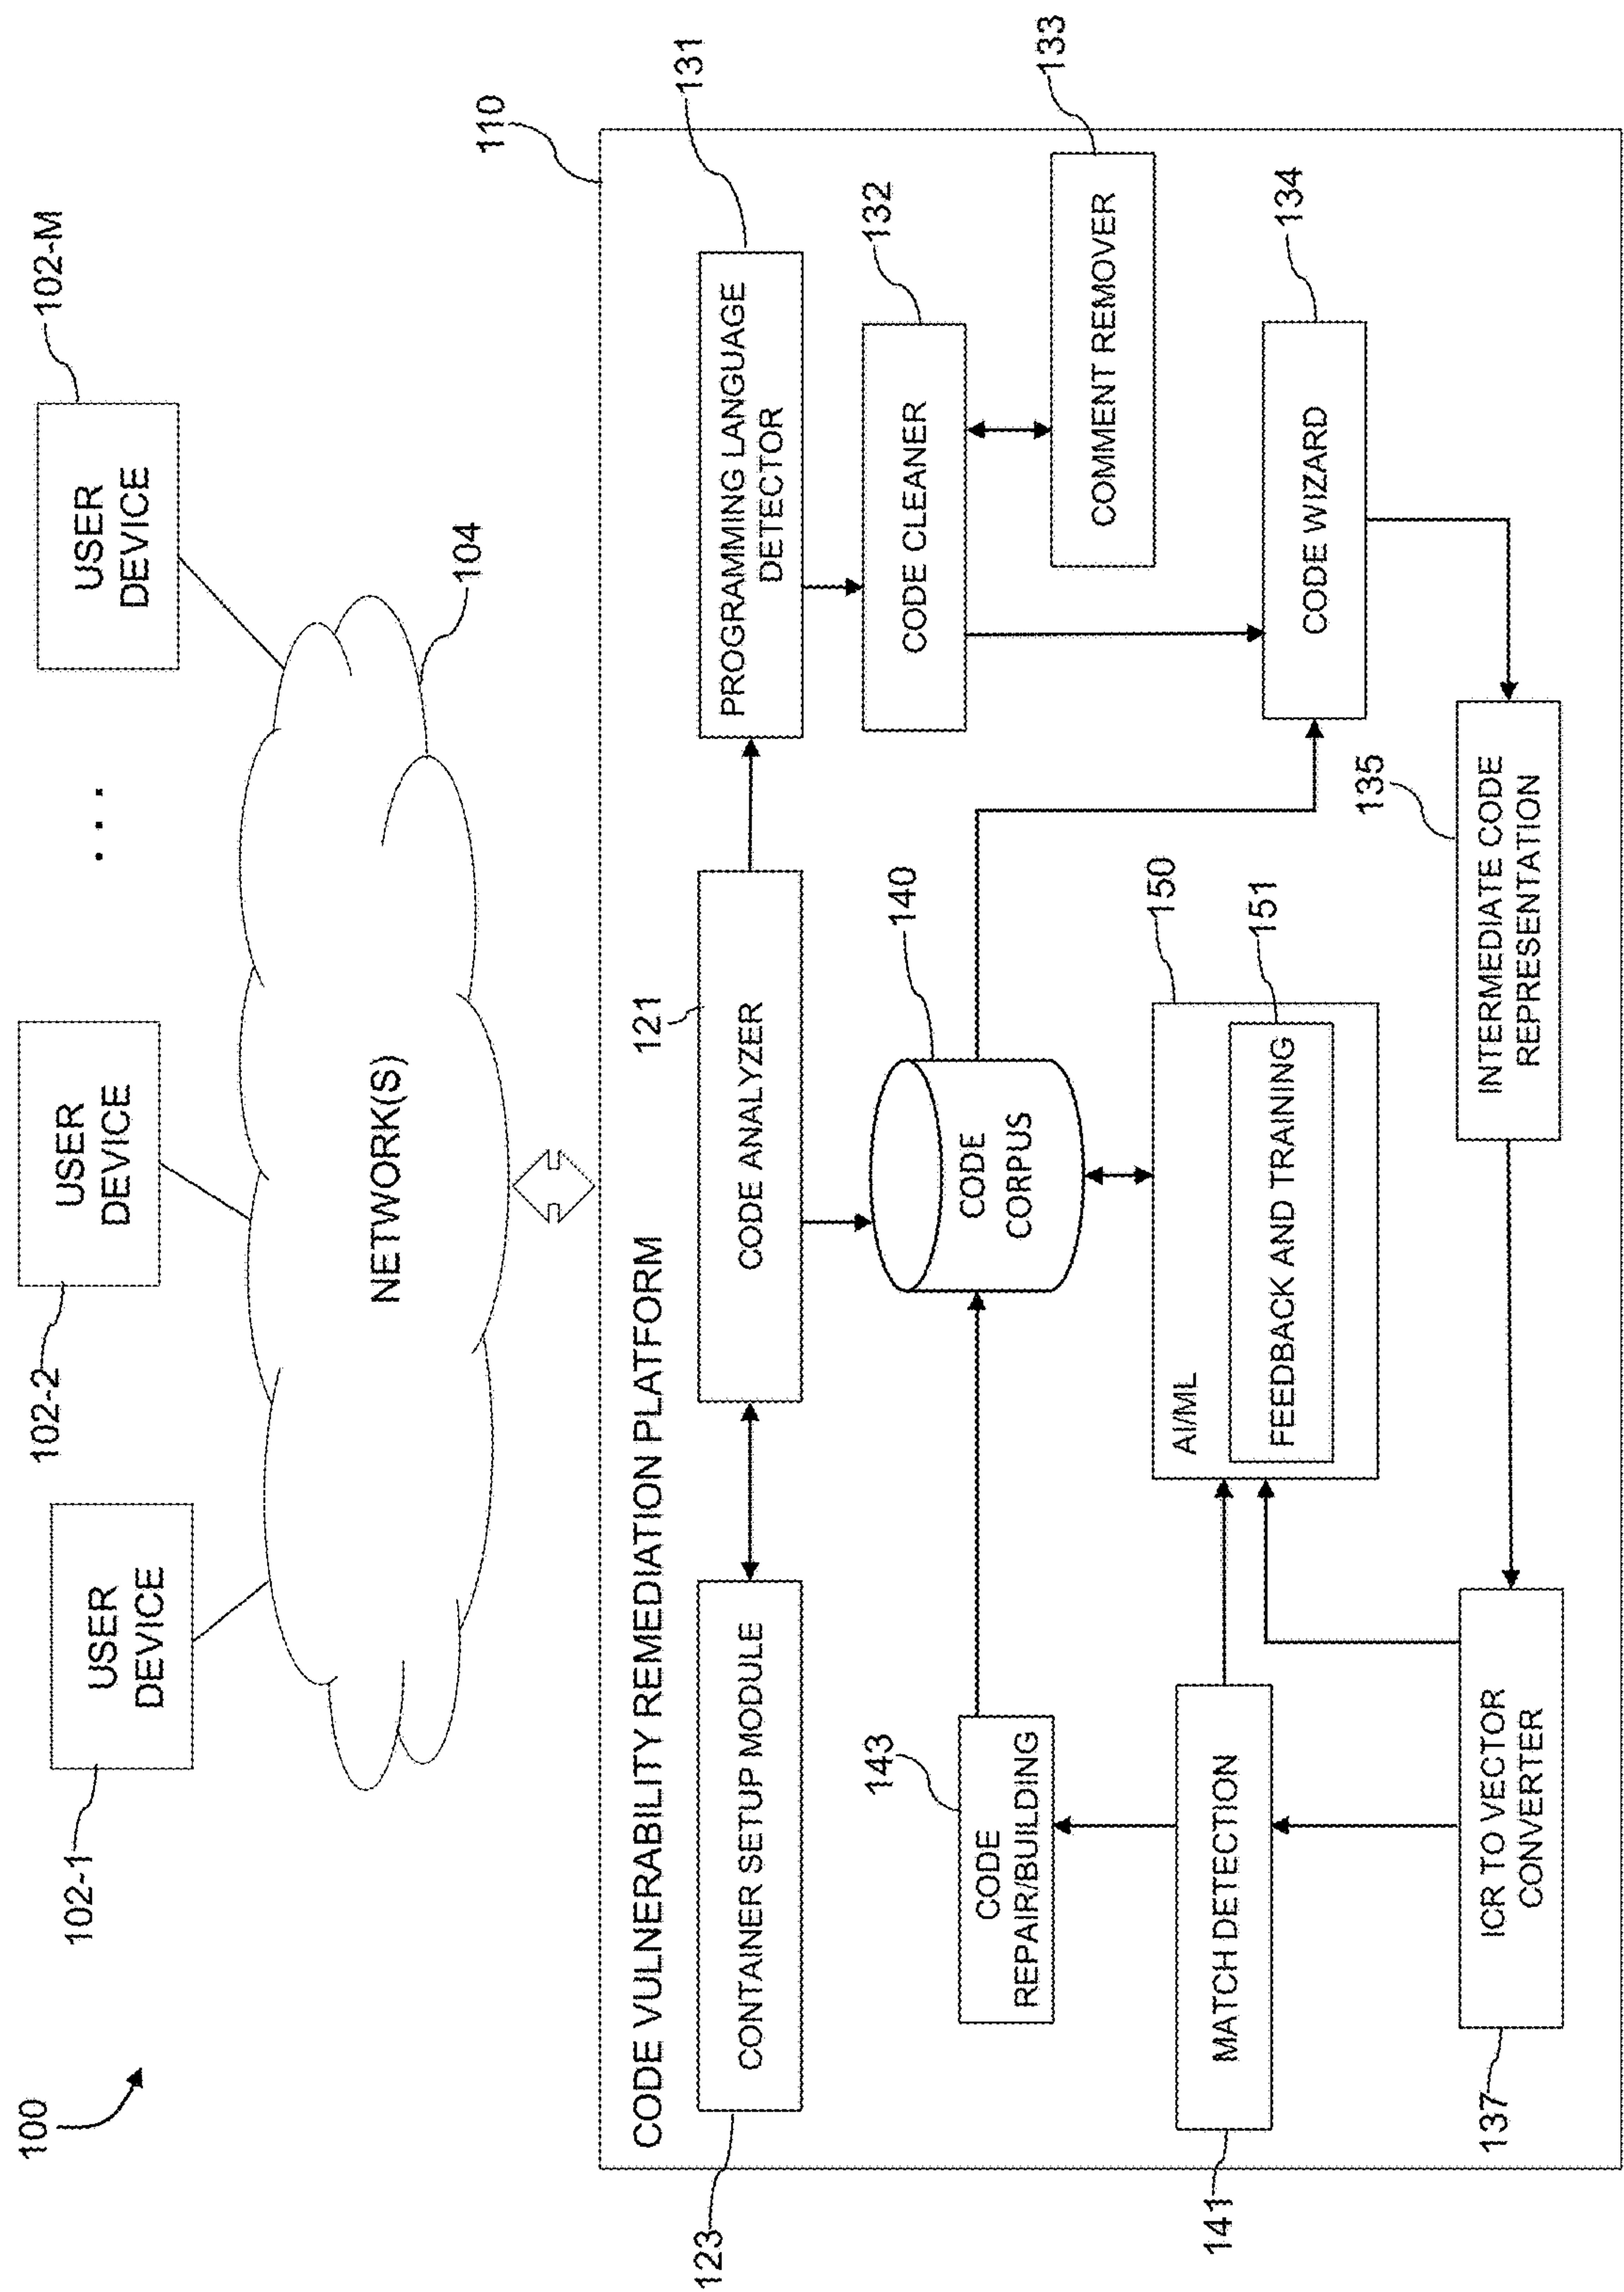 100
102-1
USER
DEVICE
102-2
USER
DEVICE
. . .
102-M
USER
DEVICE
NETWORK(S)
104
110
CODE VULNERABILITY REMEDIATION PLATFORM
123
CONTAINER SETUP MODULE
121
CODE ANALYZER
131
PROGRAMMING LANGUAGE
DETECTOR
132
CODE CLEANER
133
COMMENT REMOVER
143
CODE
REPAIR/BUILDING
140
CODE
CORPUS
134
CODE WIZARD
141
MATCH DETECTION
150
AI/ML
151
FEEDBACK AND TRAINING
135
INTERMEDIATE CODE
REPRESENTATION
137
ICR TO VECTOR
CONVERTER